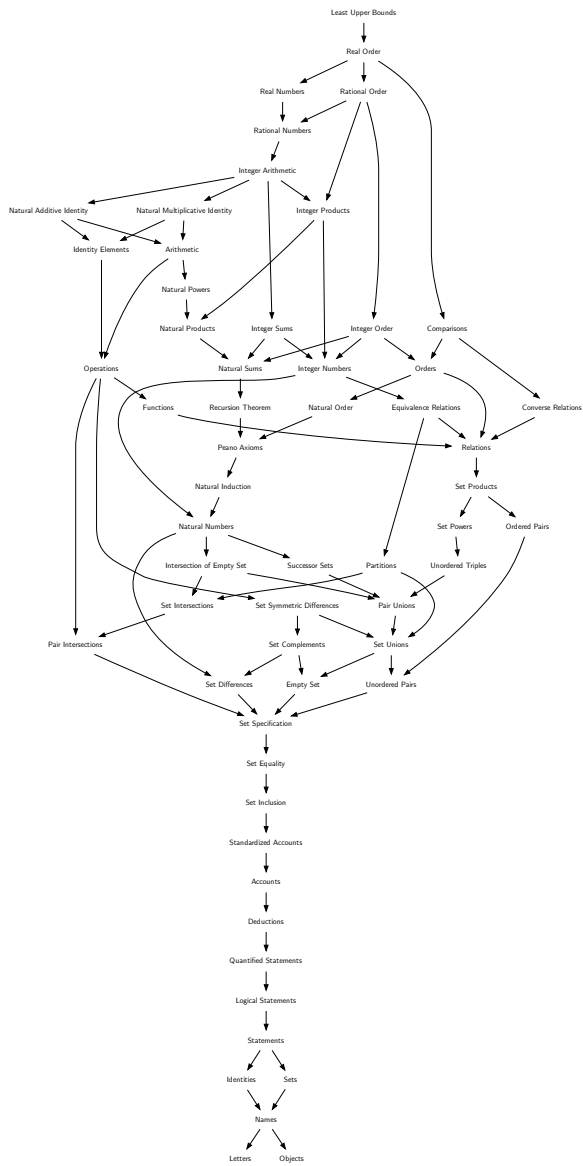 Least Upper Bounds
Real Order
Real Numbers Rational Order
Rational Numbers
Integer Arithmetic
Natural Additive Identity Natural Multiplicative Identity Integer Products
Identity Elements Arithmetic
Natural Powers
Natural Products Integer Sums Integer Order Comparisons
Operations Natural Sums Integer Numbers Orders
Functions Recursion Theorem Natural Order Equivalence Relations Converse Relations
Peano Axioms Relations
Natural Induction Set Products
Natural Numbers Set Powers Ordered Pairs
Intersection of Empty Set Successor Sets Partitions Unordered Triples
Set Intersections Set Symmetric Differences Pair Unions
Pair Intersections Set Complements Set Unions
Set Differences Empty Set Unordered Pairs
Set Specification
Set Equality
Set Inclusion
Standardized Accounts
Accounts
Deductions
Quantified Statements
Logical Statements
Statements
Identities Sets
Names
Letters Objects